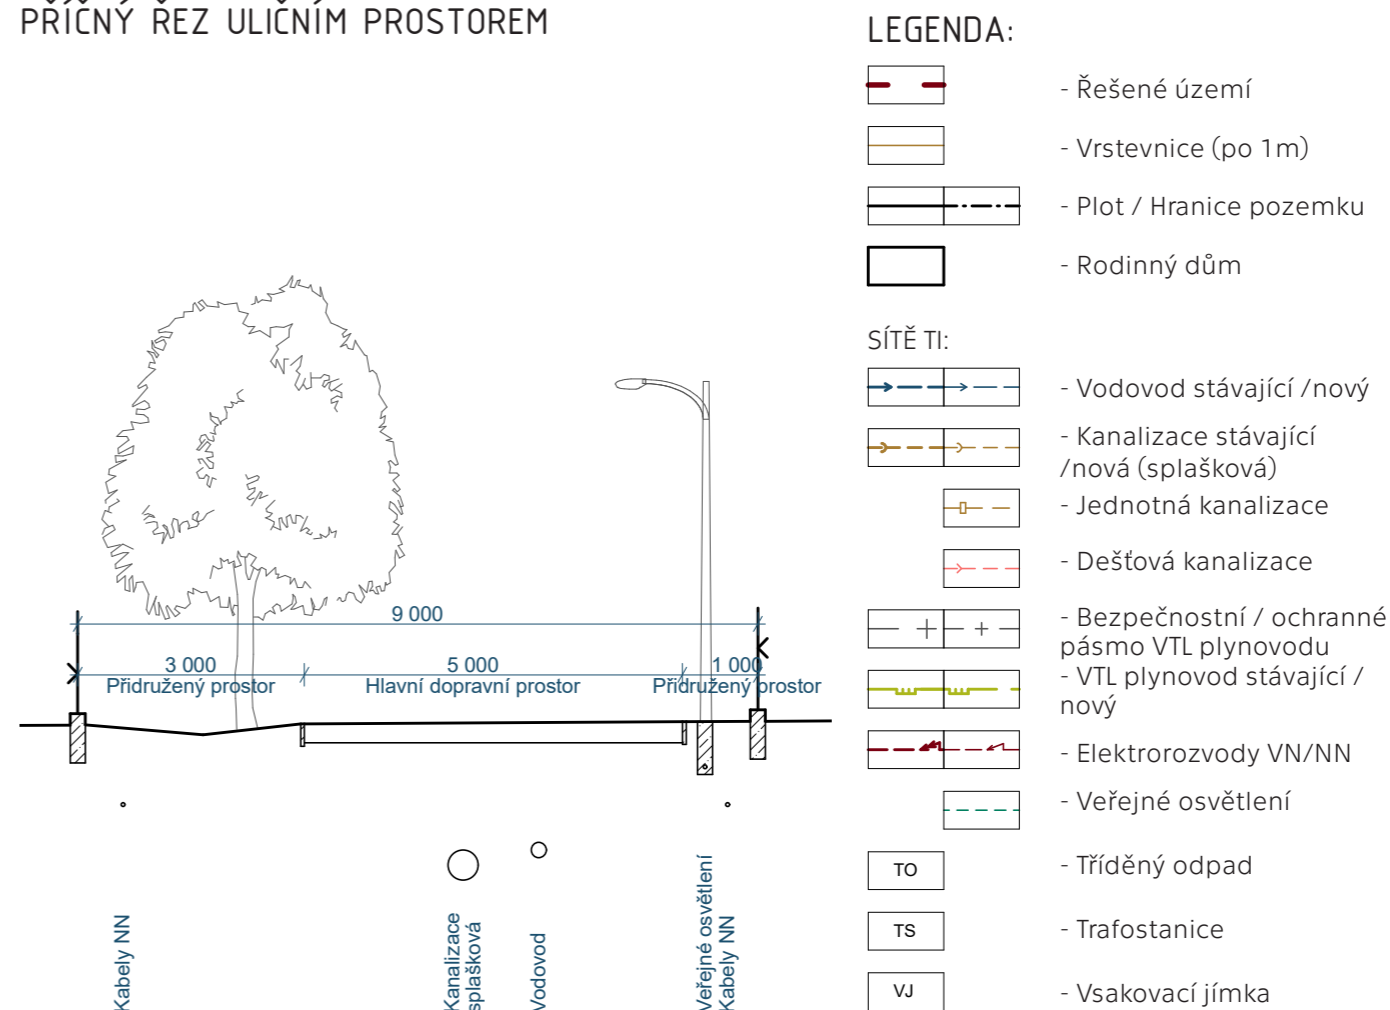 PŘÍČNÝ ŘEZ ULIČNÍM PROSTOREM
9 000
3 000
5 000
1 000
Přidružený prostor
Hlavní dopravní prostor
Přidružený prostor
Kabely NN
Kanalizace
splašková
Vodovod
Veřejné osvětlení
Kabely NN
LEGENDA:
- Řešené území
- Vrstevnice (po 1m)
- Plot / Hranice pozemku
- Rodinný dům
SÍTĚ TI:
- Vodovod stávající /nový
- Kanalizace stávající
/nová (splašková)
- Jednotná kanalizace
- Dešťová kanalizace
- Bezpečnostní / ochranné
pásmo VTL plynovodu
- VTL plynovod stávající /
nový
- Elektrorozvody VN/NN
- Veřejné osvětlení
TO
- Tříděný odpad
TS
- Trafostanice
VJ
- Vsakovací jímka